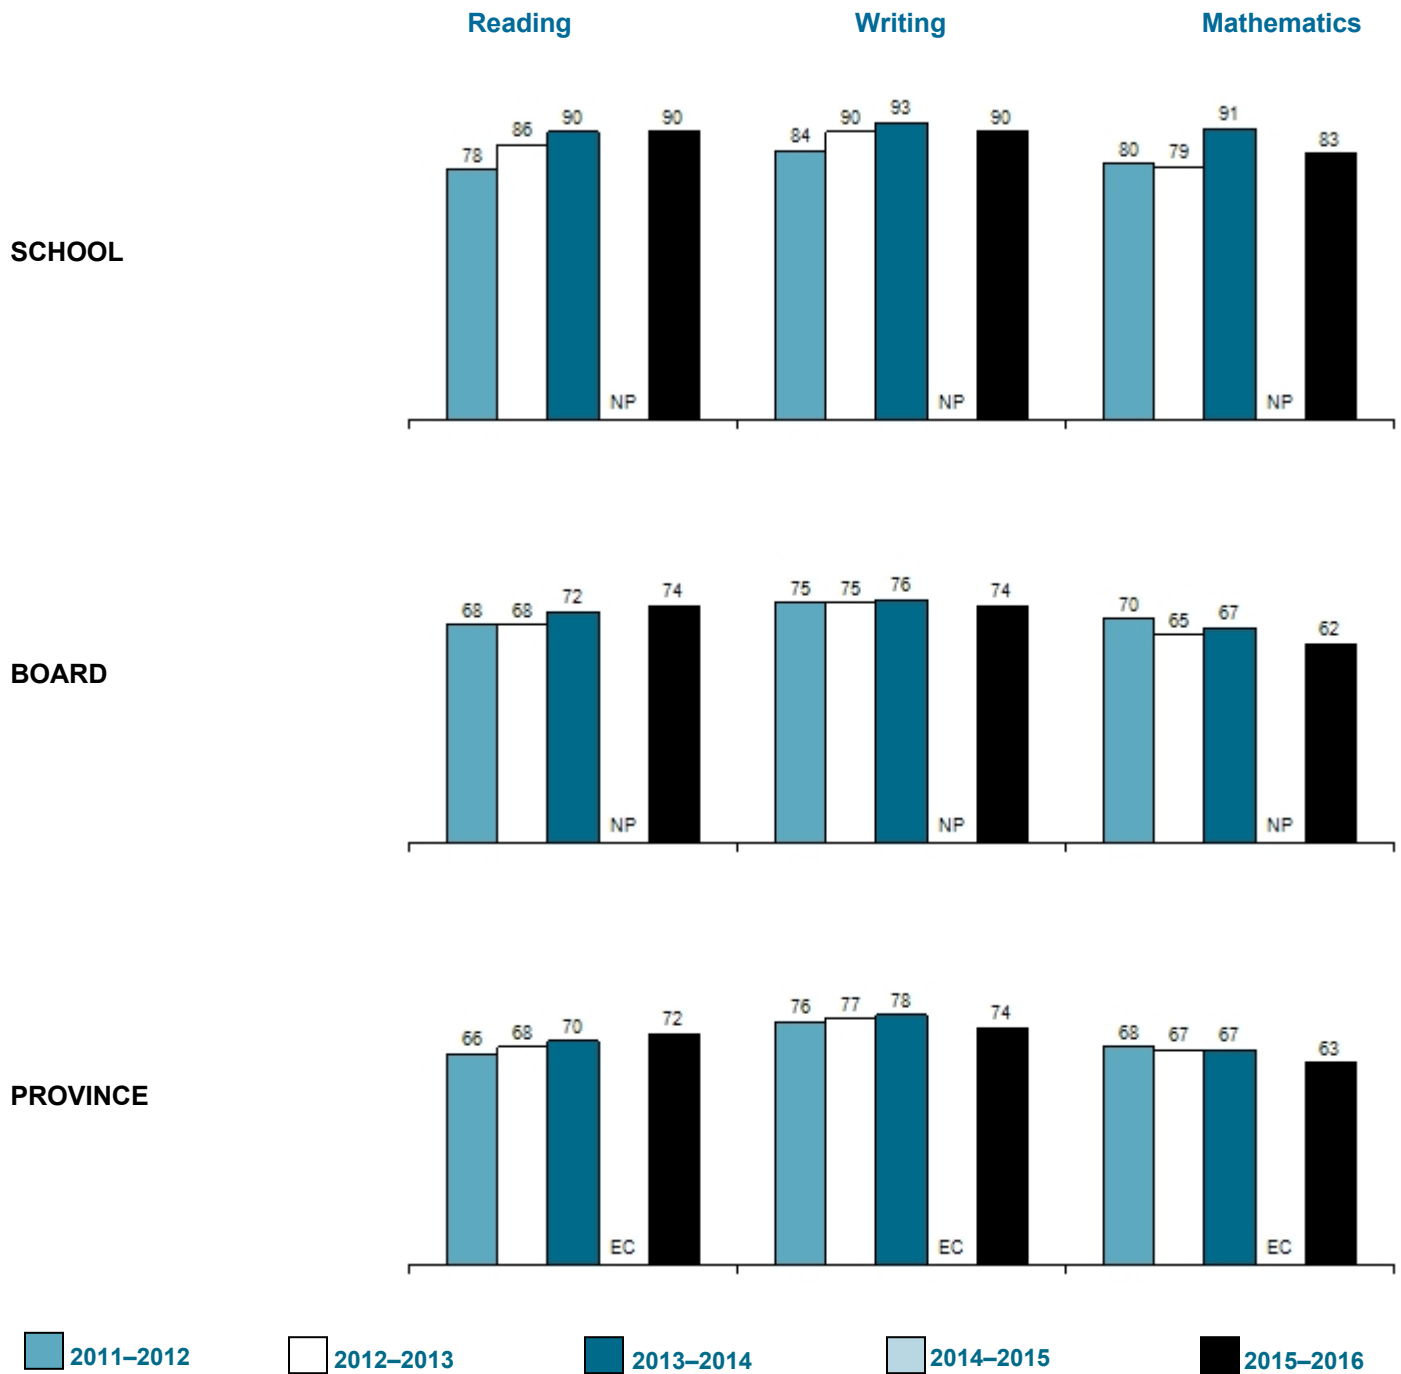 Reading Writing Mathematics
SCHOOL
78 86 90 NP 90 84 90 93 NP 90 80 79 91 NP 83
BOARD
68 68 72 NP 74 75 75 76 NP 74 70 65 67 NP 62
PROVINCE
66 68 70 EC 72 76 77 78 EC 74 68 67 67 EC 63
2011–2012 2012–2013 2013–2014 2014–2015 2015–2016